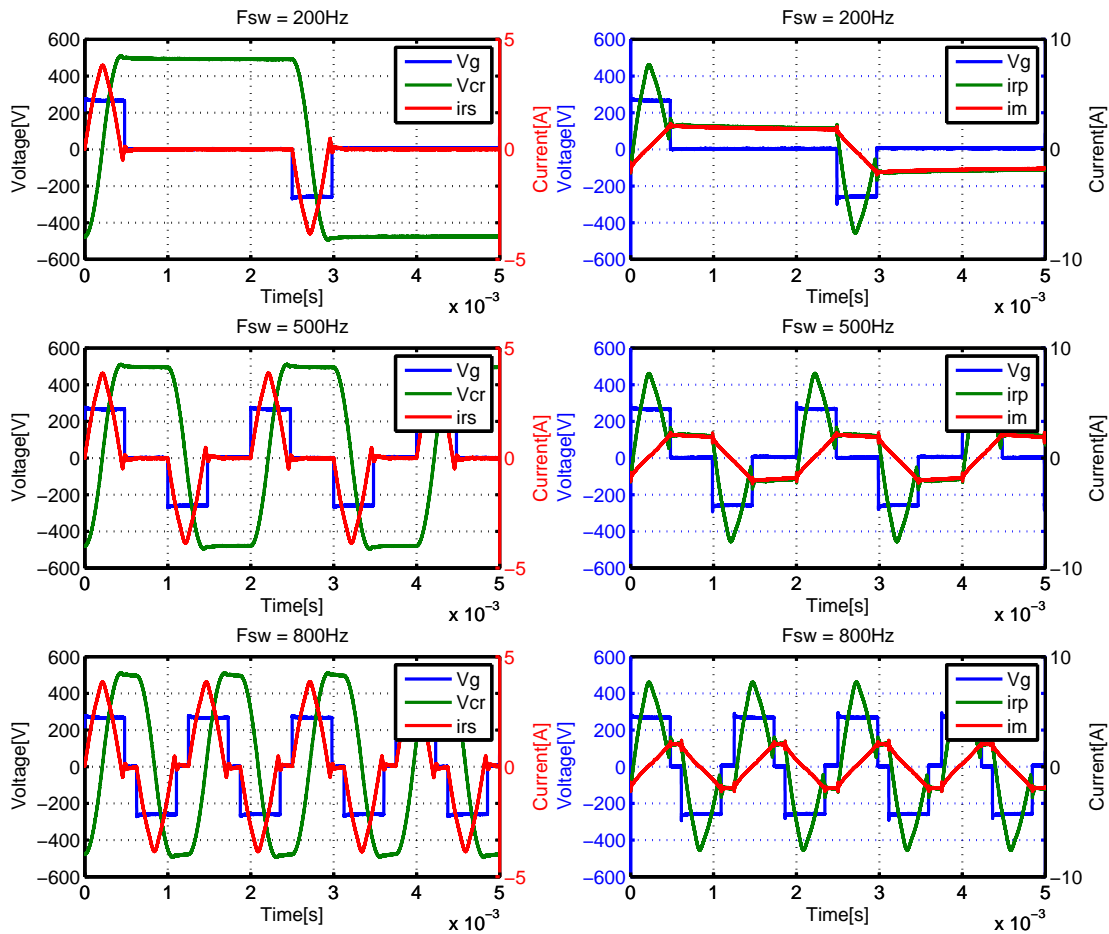 Fsw = 200Hz
600
400
200
0
−200
−400
−600
Voltage[V]
0
1
2
3
4
5
Time[s]
x 10⁻³
5
0
−5
Current[A]
Vg
Vcr
irs
Fsw = 200Hz
600
400
200
0
−200
−400
−600
Voltage[V]
0
1
2
3
4
5
Time[s]
x 10⁻³
10
0
−10
Current[A]
Vg
irp
im
Fsw = 500Hz
600
400
200
0
−200
−400
−600
Voltage[V]
0
1
2
3
4
5
Time[s]
x 10⁻³
5
0
−5
Current[A]
Vg
Vcr
irs
Fsw = 500Hz
600
400
200
0
−200
−400
−600
Voltage[V]
0
1
2
3
4
5
Time[s]
x 10⁻³
10
0
−10
Current[A]
Vg
irp
im
Fsw = 800Hz
600
400
200
0
−200
−400
−600
Voltage[V]
0
1
2
3
4
5
Time[s]
x 10⁻³
5
0
−5
Current[A]
Vg
Vcr
irs
Fsw = 800Hz
600
400
200
0
−200
−400
−600
Voltage[V]
0
1
2
3
4
5
Time[s]
x 10⁻³
10
0
−10
Current[A]
Vg
irp
im